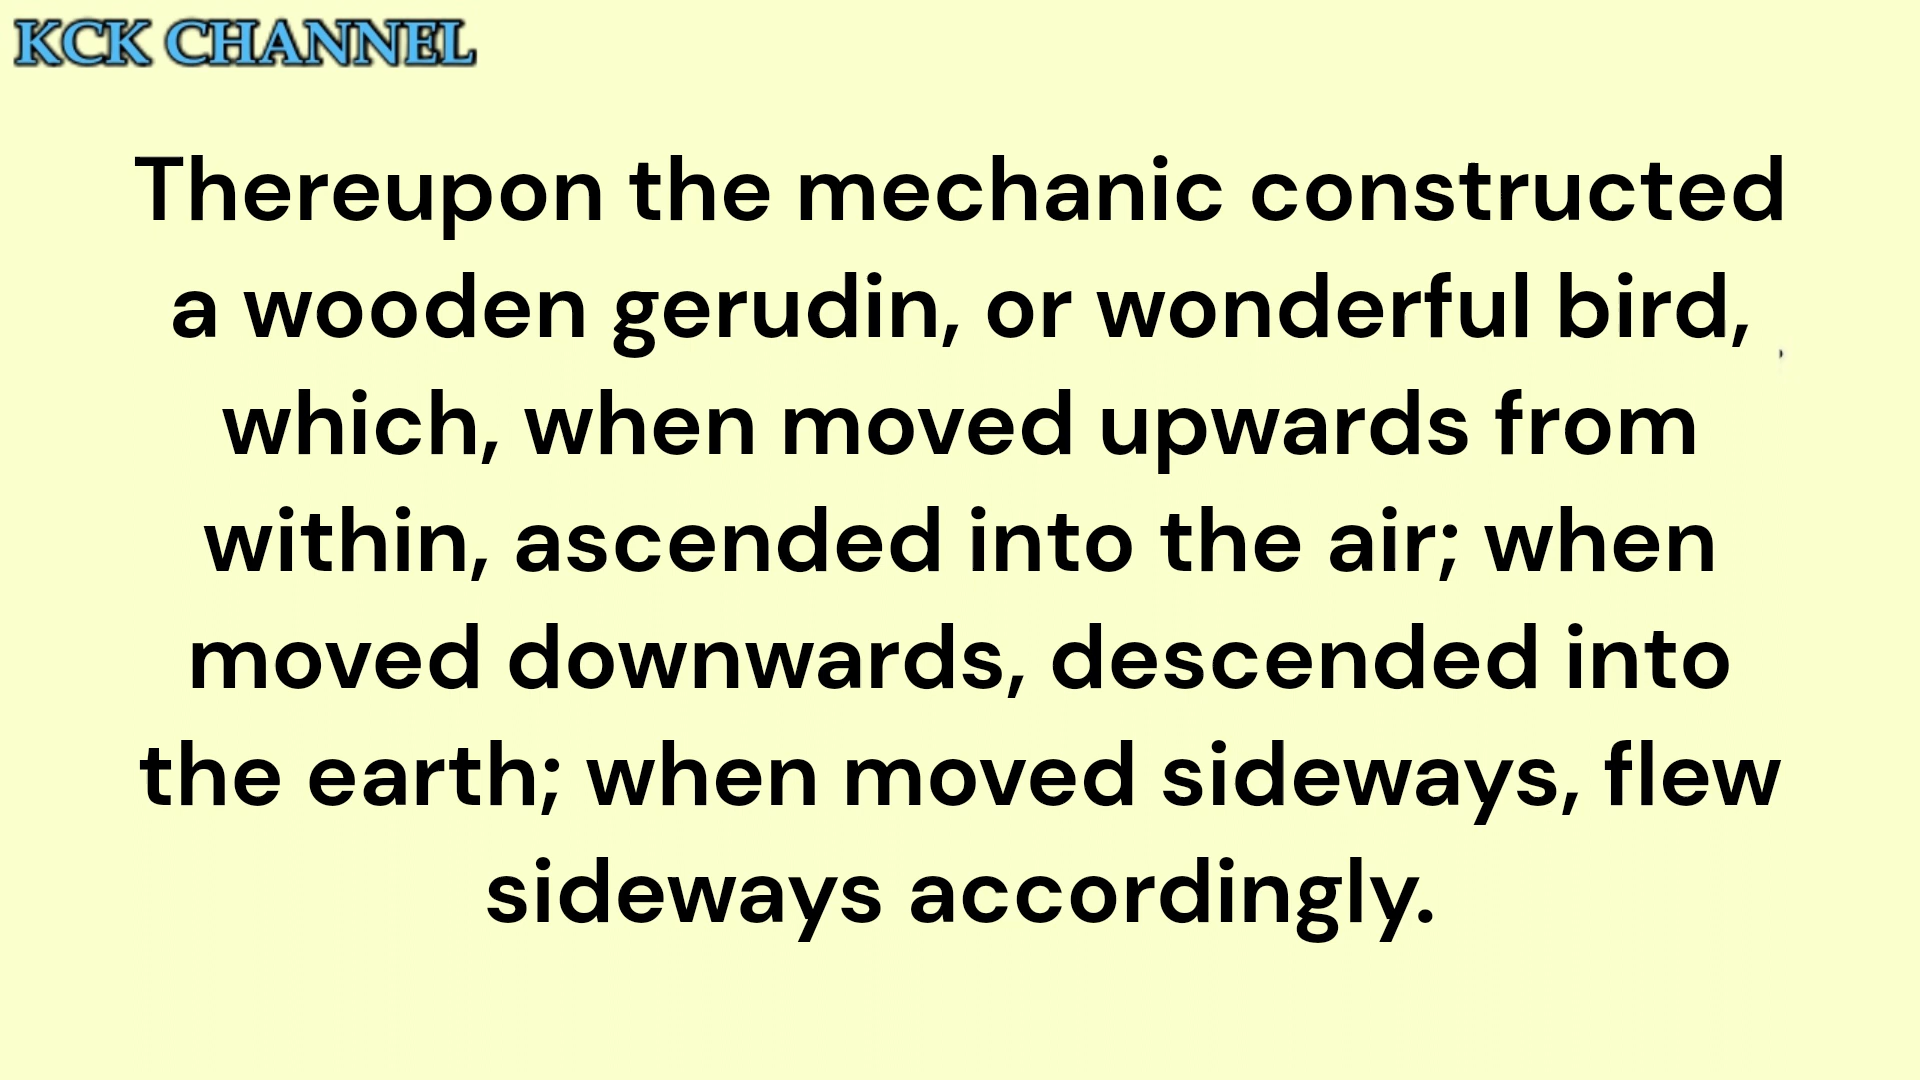 KCK CHANNEL
Thereupon the mechanic constructed
a wooden gerudin, or wonderful bird,
which, when moved upwards from
within, ascended into the air; when
moved downwards, descended into
the earth; when moved sideways, flew
sideways accordingly.